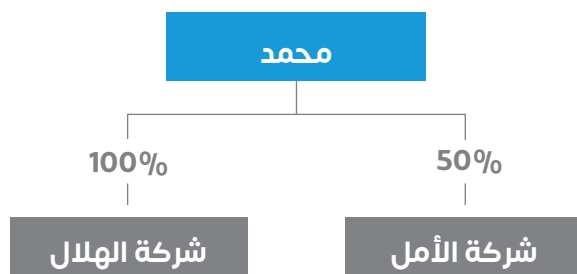 محمد
50%
100%
شركة الأمل
شركة الهلال